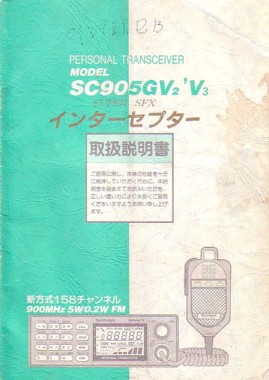 PERSONAL TRANSCEIVER
MODEL
SC905GV2'V3
SUPER SFX
インターセプター
取扱説明書
ご使用に際し、本機の性能を十分
に発揮していただくために、本説
明書を最後までお読みいただき、
正しい使い方により末長くご愛用
くださいますようお願い申し上げ
ます。
新方式158チャンネル
900MHz 5W/0.2W FM